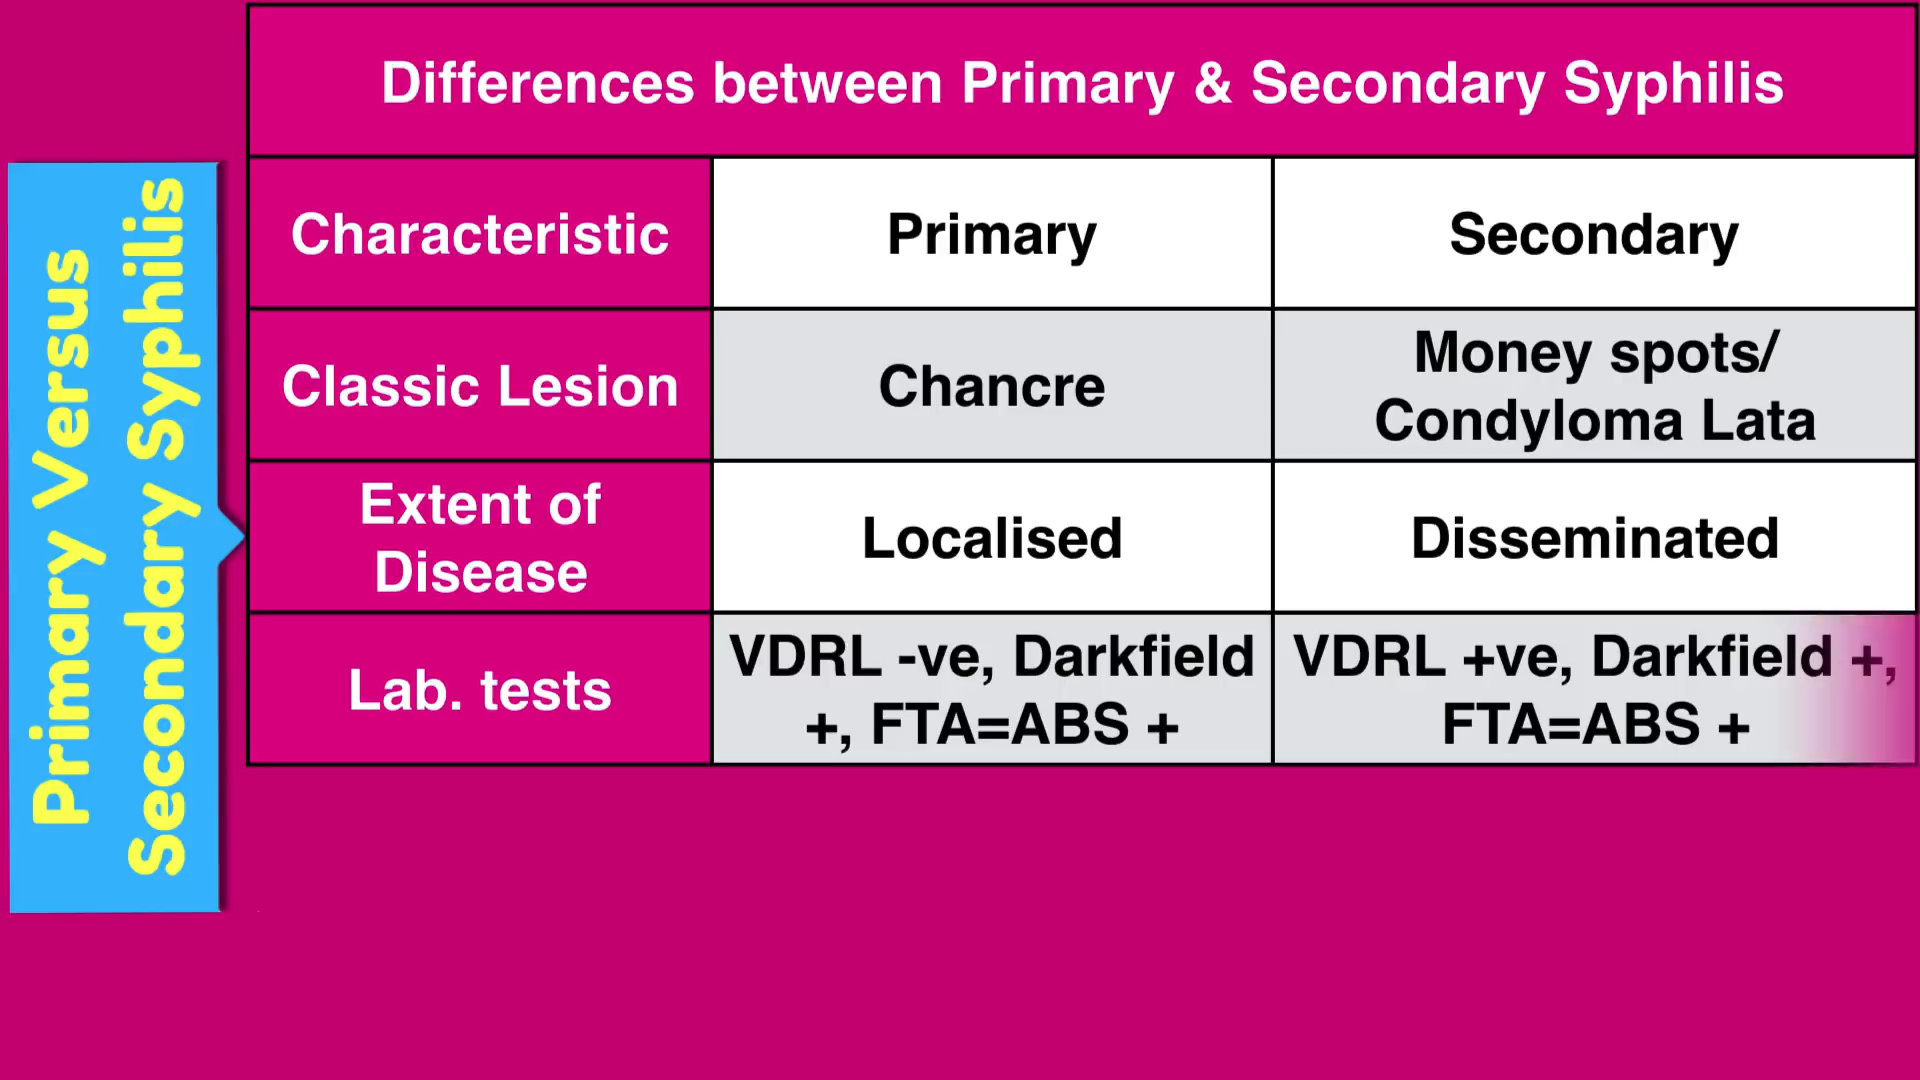 Primary Versus
Secondary Syphilis
Differences between Primary & Secondary Syphilis
Characteristic
Primary
Secondary
Classic Lesion
Chancre
Money spots/
Condyloma Lata
Extent of
Disease
Localised
Disseminated
Lab. tests
VDRL -ve, Darkfield
+, FTA=ABS +
VDRL +ve, Darkfield +,
FTA=ABS +